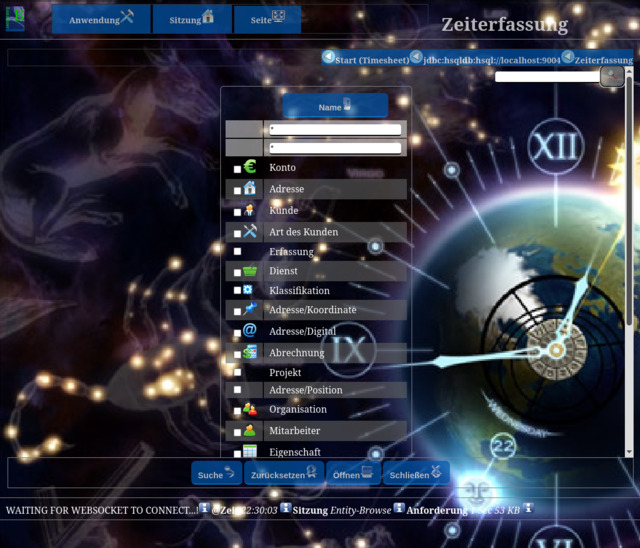 Anwendung Sitzung Seite
Zeiterfassung
Start (Timesheet) jdbc:hsqldb:hsql://localhost:9004 Zeiterfassung
Name
*
*
Konto
Adresse
Kunde
Art des Kunden
Erfassung
Dienst
Klassifikation
Adresse/Koordinate
Adresse/Digital
Abrechnung
Projekt
Adresse/Position
Organisation
Mitarbeiter
Eigenschaft
XII
IX
WEDNESDAY
22
VI
Suche Zurücksetzen Öffnen Schließen
WAITING FOR WEBSOCKET TO CONNECT...! @Zeit 22:30:03 Sitzung Entity-Browse Anforderung 53 KB